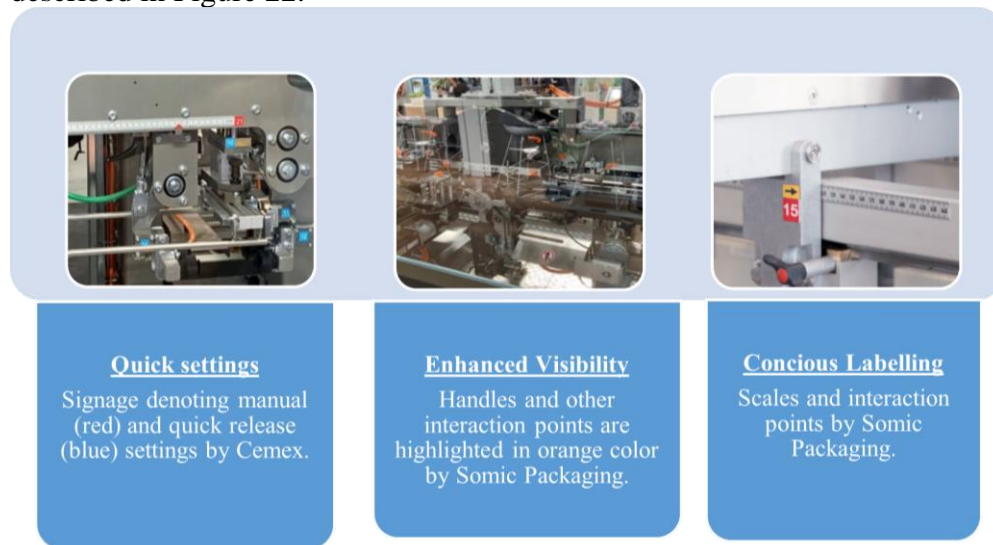 described in Figure 22.
21
15
Quick settings
Signage denoting manual
(red) and quick release
(blue) settings by Cemex.
Enhanced Visibility
Handles and other
interaction points are
highlighted in orange color
by Somic Packaging.
Concious Labelling
Scales and interaction
points by Somic
Packaging.